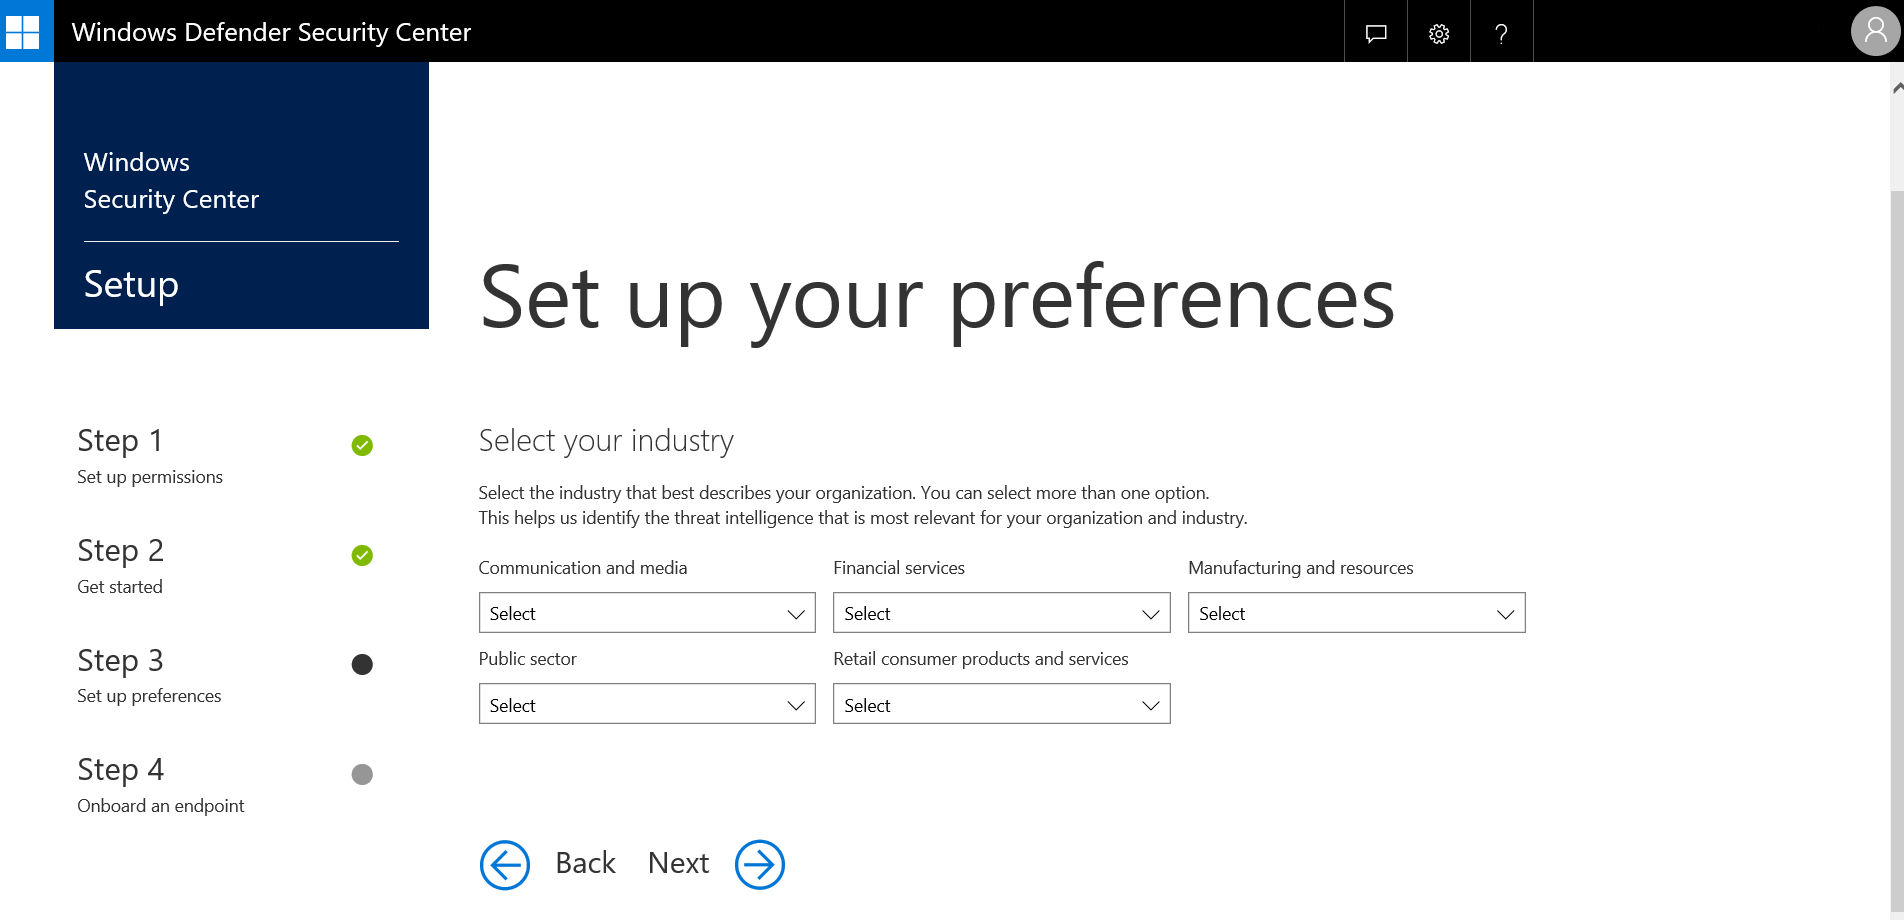 Windows Defender Security Center
?
Windows
Security Center
Setup
Set up your preferences
Step 1
Set up permissions
Step 2
Get started
Step 3
Set up preferences
Step 4
Onboard an endpoint
Select your industry
Select the industry that best describes your organization. You can select more than one option.
This helps us identify the threat intelligence that is most relevant for your organization and industry.
Communication and media
Financial services
Manufacturing and resources
Select
Select
Select
Public sector
Retail consumer products and services
Select
Select
Back
Next